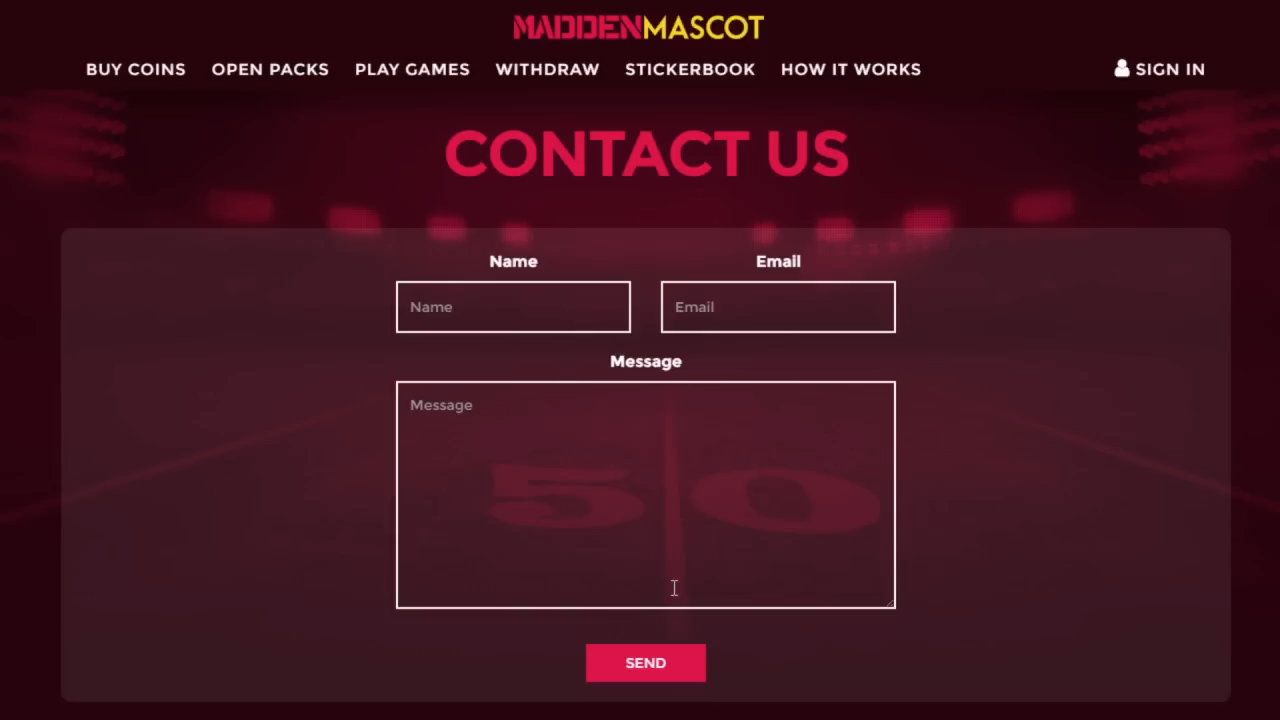 MADDENMASCOT
BUY COINS OPEN PACKS PLAY GAMES WITHDRAW STICKERBOOK HOW IT WORKS SIGN IN
CONTACT US
Name Email
Name Email
Message
Message
50
SEND